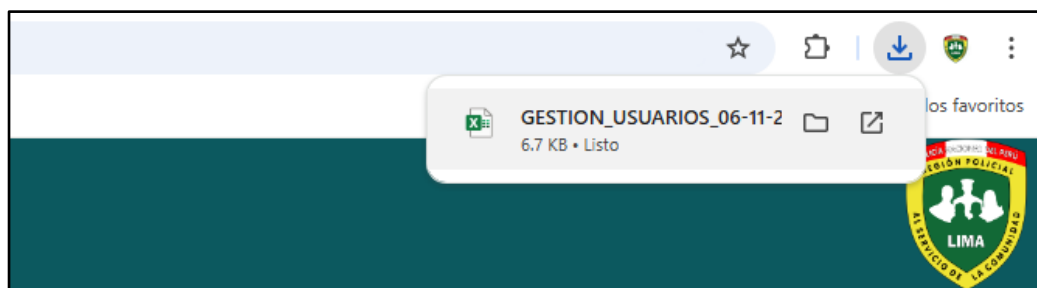 GESTION_USUARIOS_06-11-2
6.7 KB • Listo
los favoritos
REGIÓN POLICIAL
LIMA
AL SERVICIO DE LA COMUNIDAD